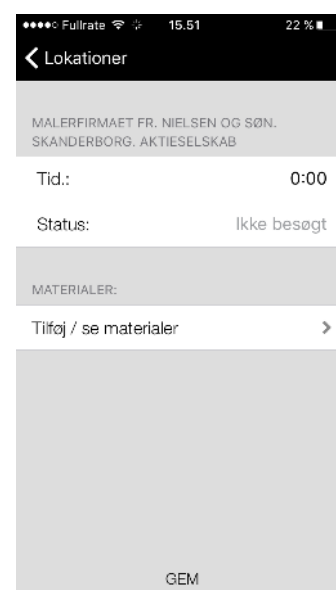 Fullrate 15.51 22 %
Lokationer
MALERFIRMAET FR. NIELSEN OG SØN.
SKANDERBORG. AKTIESELSKAB
Tid.: 0:00
Status: Ikke besøgt
MATERIALER:
Tilføj / se materialer
GEM